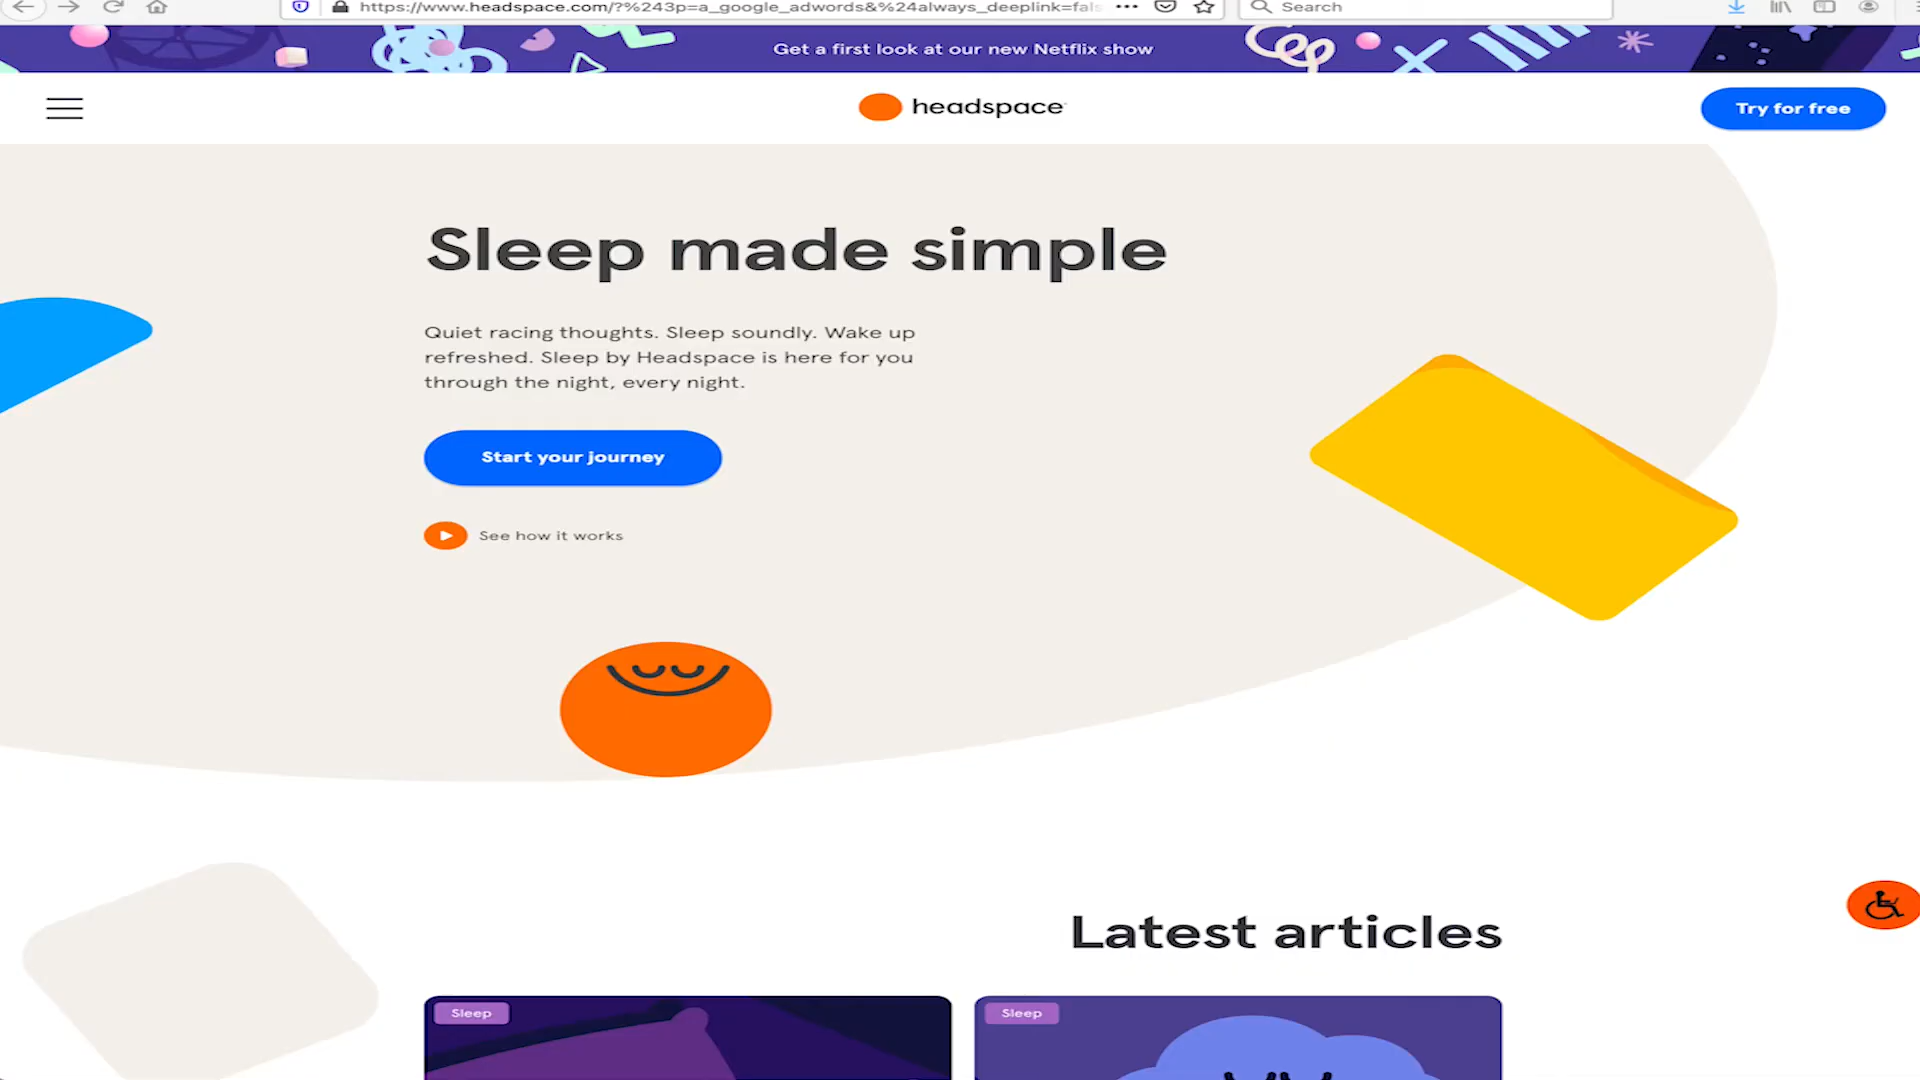 https://www.headspace.com/?%243p=a_google_adwords&%24always_deeplink=fals
Search
Get a first look at our new Netflix show
headspace
Try for free
Sleep made simple
Quiet racing thoughts. Sleep soundly. Wake up
refreshed. Sleep by Headspace is here for you
through the night, every night.
Start your journey
See how it works
Latest articles
Sleep
Sleep